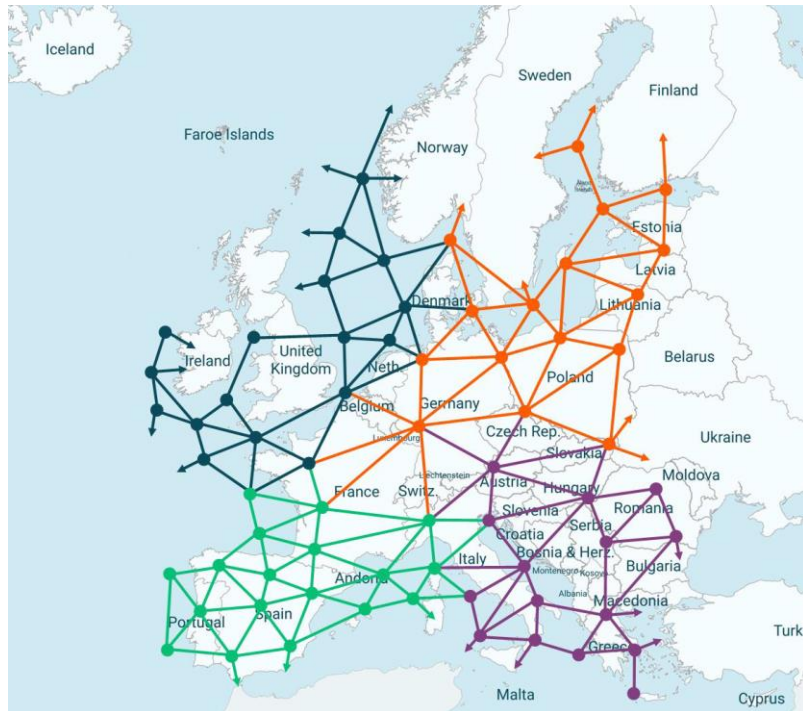 Iceland
Sweden
Finland
Faroe Islands
Norway
Estonia
Latvia
Denmark
Lithuania
Ireland
United
Kingdom
Neth.
Belarus
Poland
Belgium
Germany
Luxembourg
Czech Rep.
Ukraine
Slovakia
Liechtenstein
Moldova
France
Switz.
Austria
Hungary
Slovenia
Romania
Croatia
Serbia
Italy
Bosnia & Herz.
Bulgaria
Montenegro
Kosovo
Andorra
Albania
Macedonia
Portugal
Spain
Turk
Greec
Malta
Cyprus